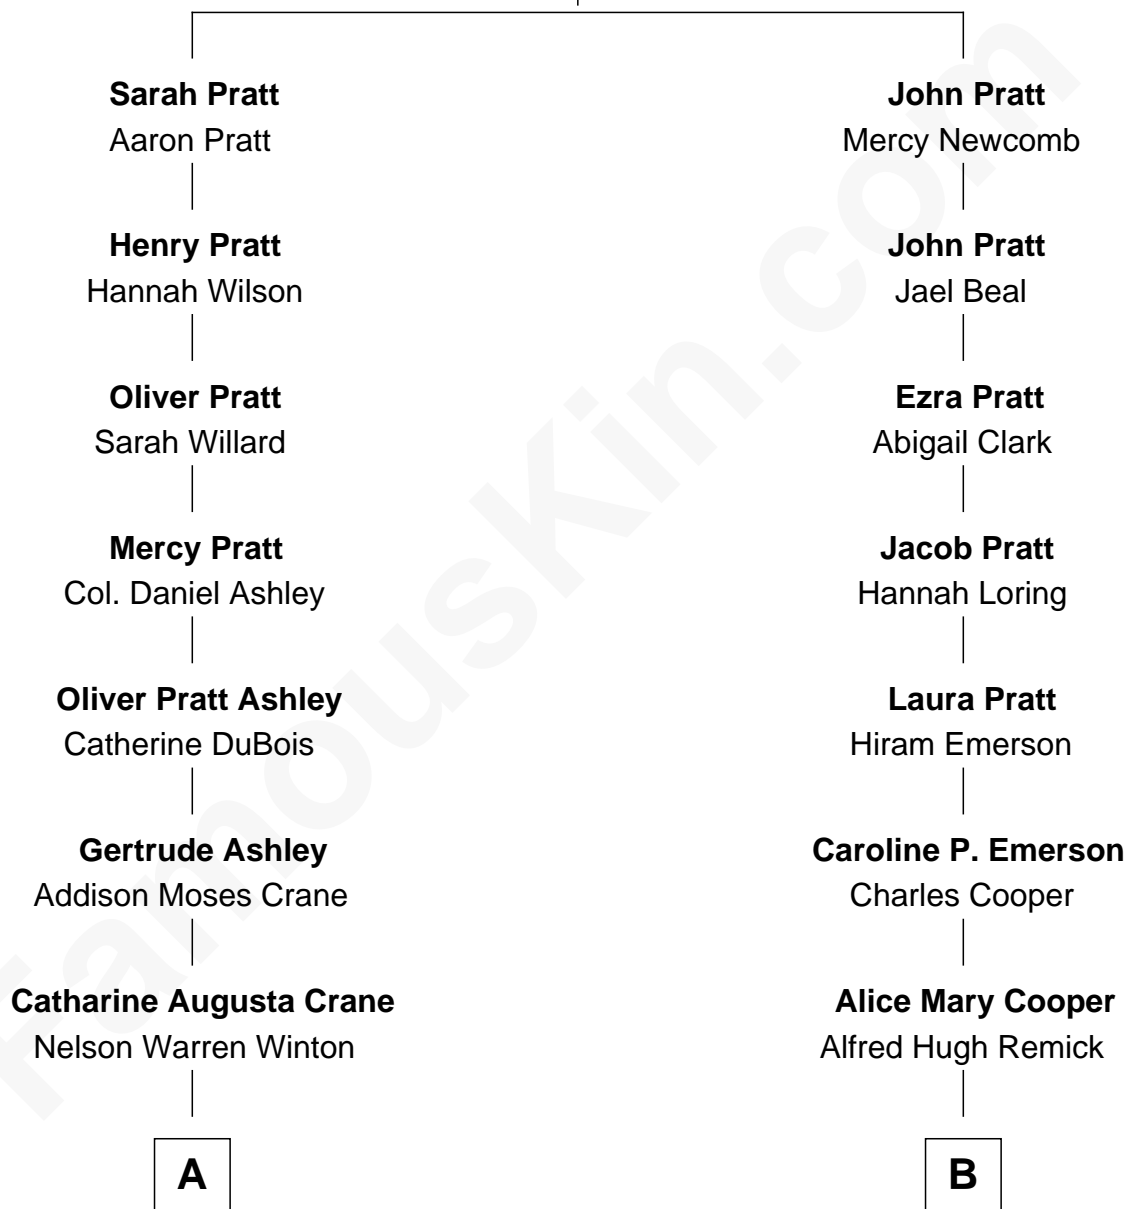 Sarah Pratt
Aaron Pratt
John Pratt
Mercy Newcomb
Henry Pratt
Hannah Wilson
John Pratt
Jael Beal
Oliver Pratt
Sarah Willard
Ezra Pratt
Abigail Clark
Mercy Pratt
Col. Daniel Ashley
Jacob Pratt
Hannah Loring
Oliver Pratt Ashley
Catherine DuBois
Laura Pratt
Hiram Emerson
Gertrude Ashley
Addison Moses Crane
Caroline P. Emerson
Charles Cooper
Catharine Augusta Crane
Nelson Warren Winton
Alice Mary Cooper
Alfred Hugh Remick
A
B
FamousKin.com